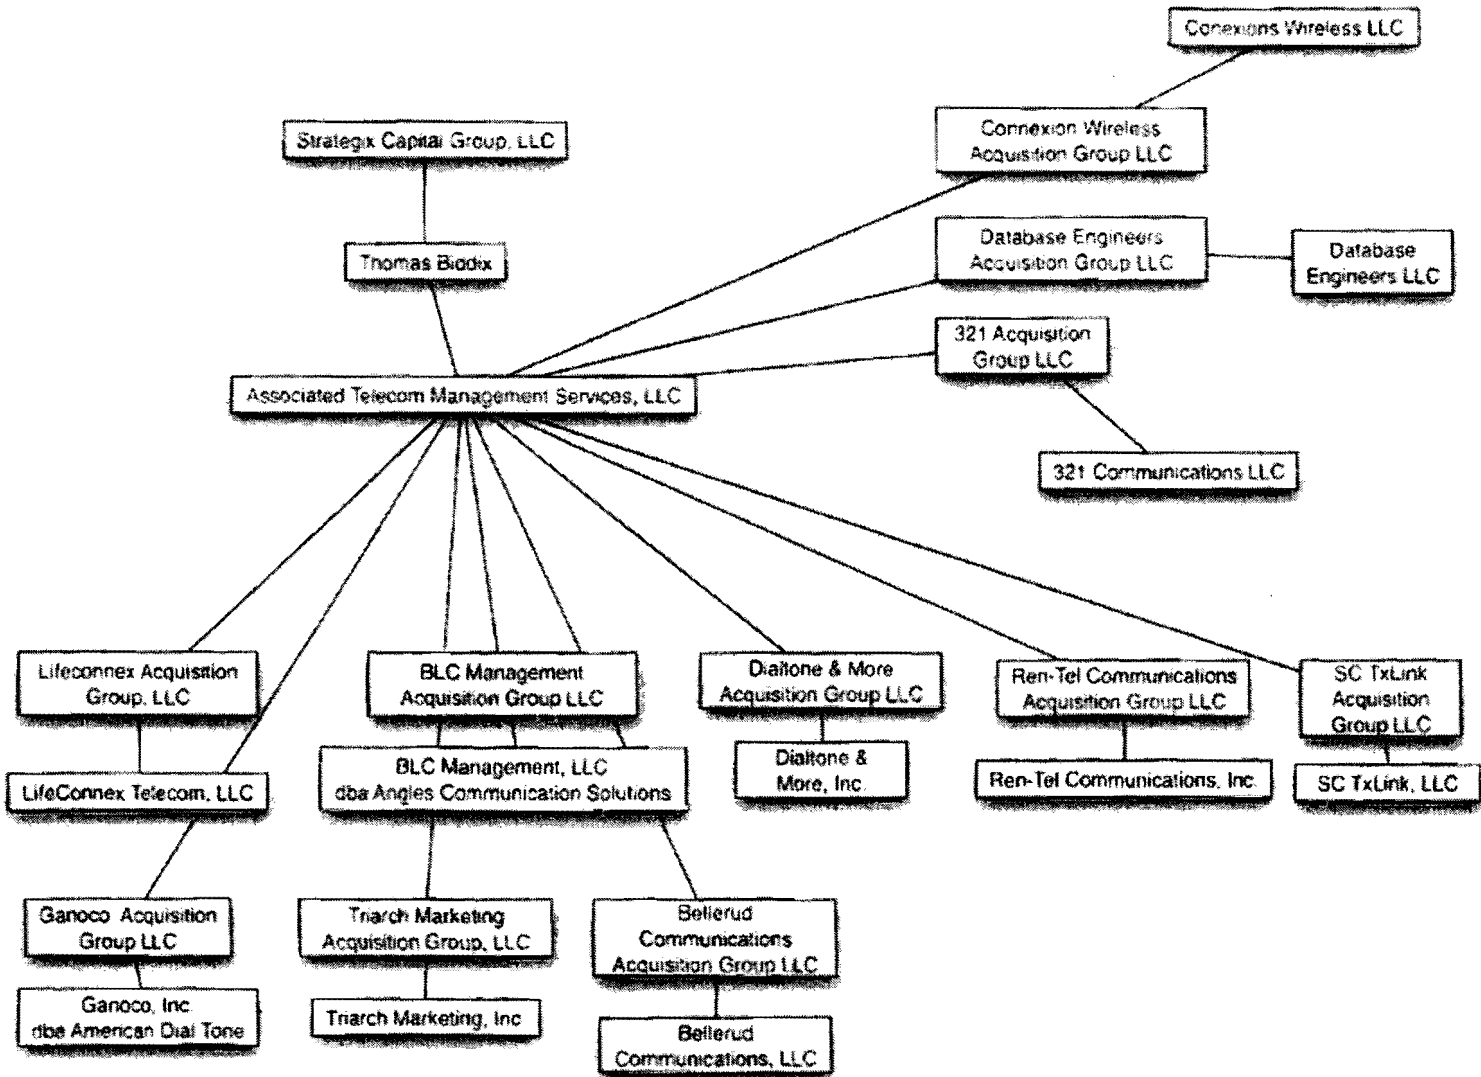 Conexions Wireless LLC
Strategix Capital Group, LLC
Connexion Wireless
Acquisition Group LLC
Thomas Biddix
Database Engineers
Acquisition Group LLC
Database
Engineers LLC
321 Acquisition
Group LLC
Associated Telecom Management Services, LLC
321 Communications LLC
Lifeconnex Acquisition
Group, LLC
BLC Management
Acquisition Group LLC
Dialtone & More
Acquisition Group LLC
Ren-Tel Communications
Acquisition Group LLC
SC TxLink
Acquisition
Group LLC
LifeConnex Telecom, LLC
BLC Management, LLC
dba Angles Communication Solutions
Dialtone &
More, Inc.
Ren-Tel Communications, Inc.
SC TxLink, LLC
Ganoco Acquisition
Group LLC
Triarch Marketing
Acquisition Group, LLC
Bellerud
Communications
Acquisition Group LLC
Ganoco, Inc.
dba American Dial Tone
Triarch Marketing, Inc
Bellerud
Communications, LLC